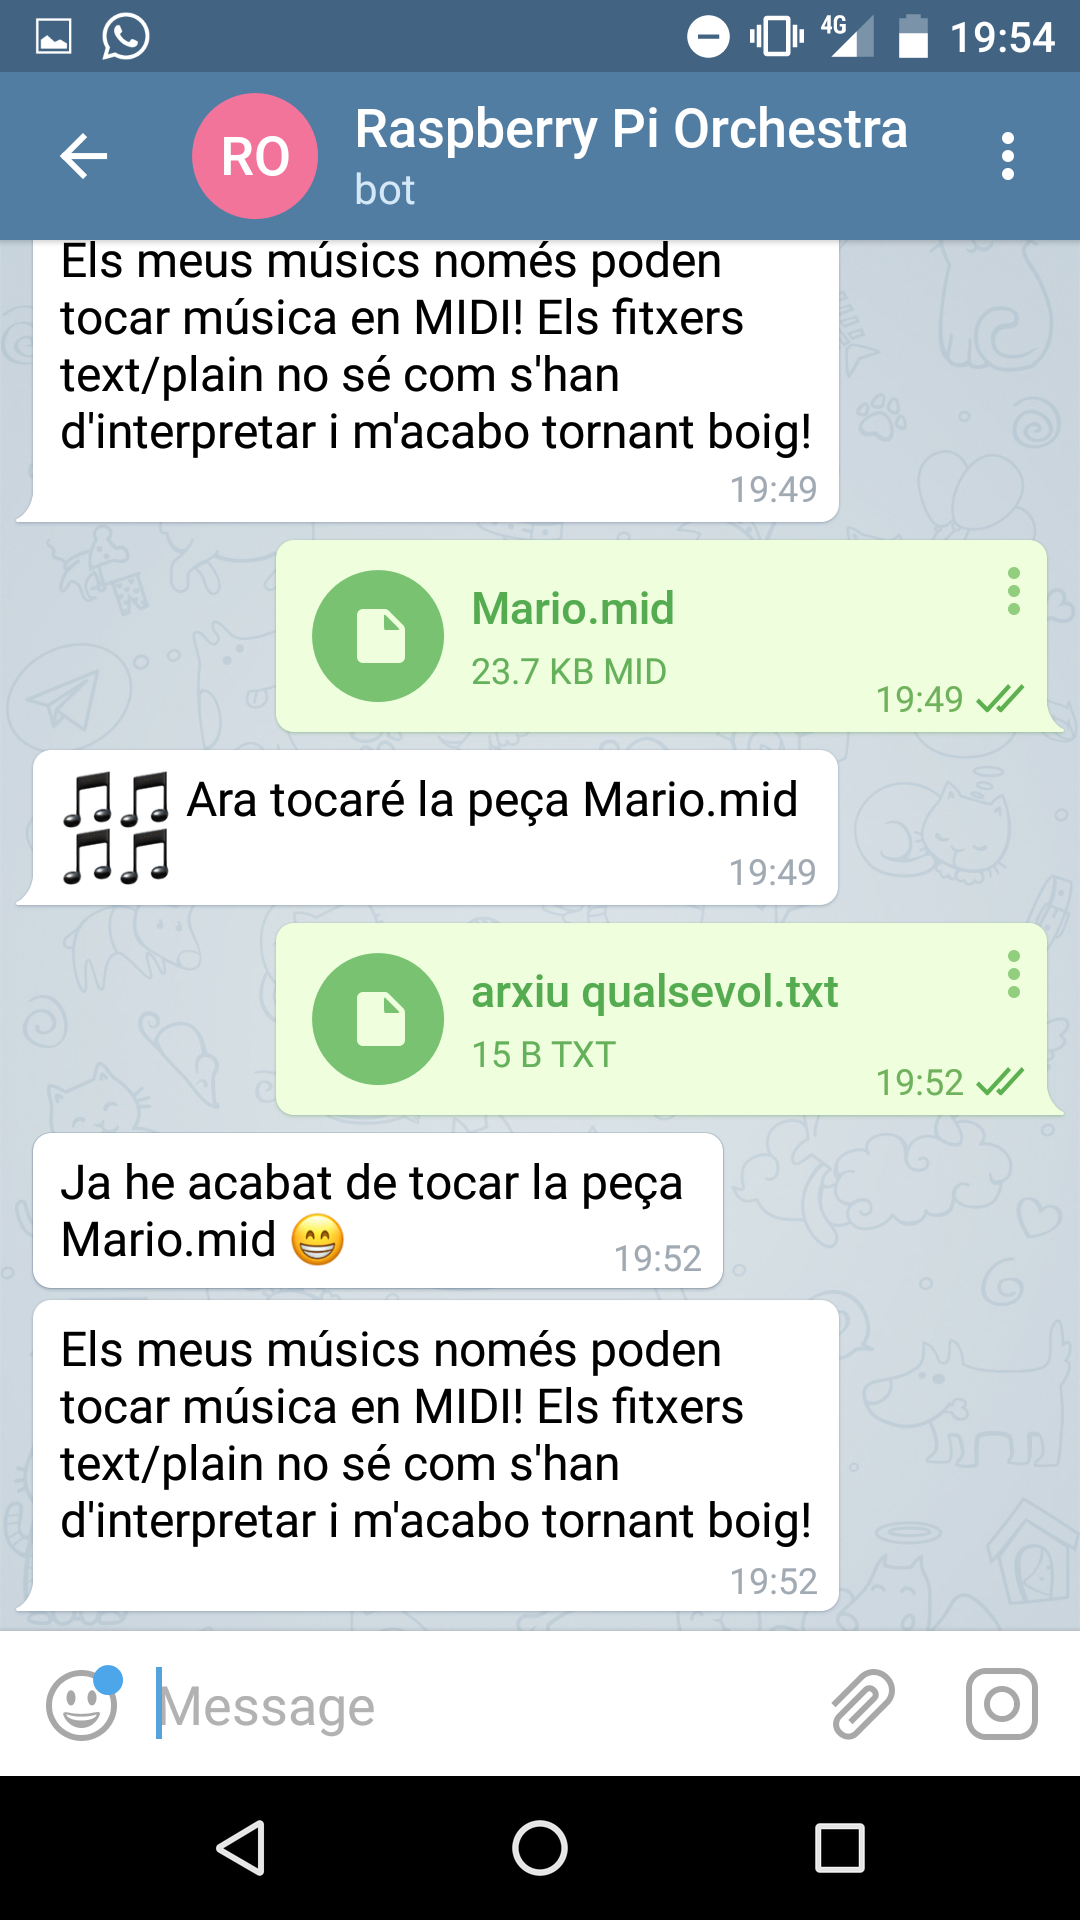 4G 19:54
RO
Raspberry Pi Orchestra
bot
Els meus músics només poden
tocar música en MIDI! Els fitxers
text/plain no sé com s'han
d'interpretar i m'acabo tornant boig!
19:49
Mario.mid
23.7 KB MID
19:49
🎵🎵 Ara tocaré la peça Mario.mid
🎵🎵
19:49
arxiu qualsevol.txt
15 B TXT
19:52
Ja he acabat de tocar la peça
Mario.mid 😁
19:52
Els meus músics només poden
tocar música en MIDI! Els fitxers
text/plain no sé com s'han
d'interpretar i m'acabo tornant boig!
19:52
Message